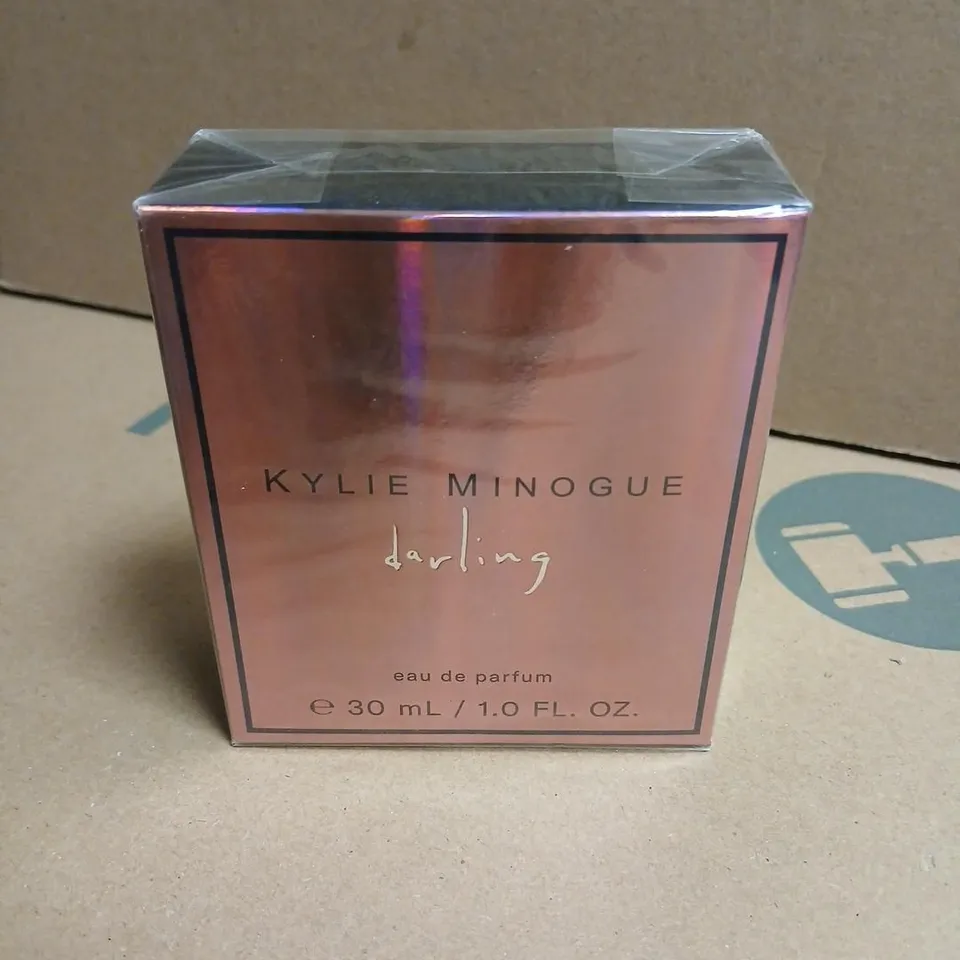 KYLIE MINOGUE
darling
eau de parfum
℮ 30 mL / 1.0 FL. OZ.